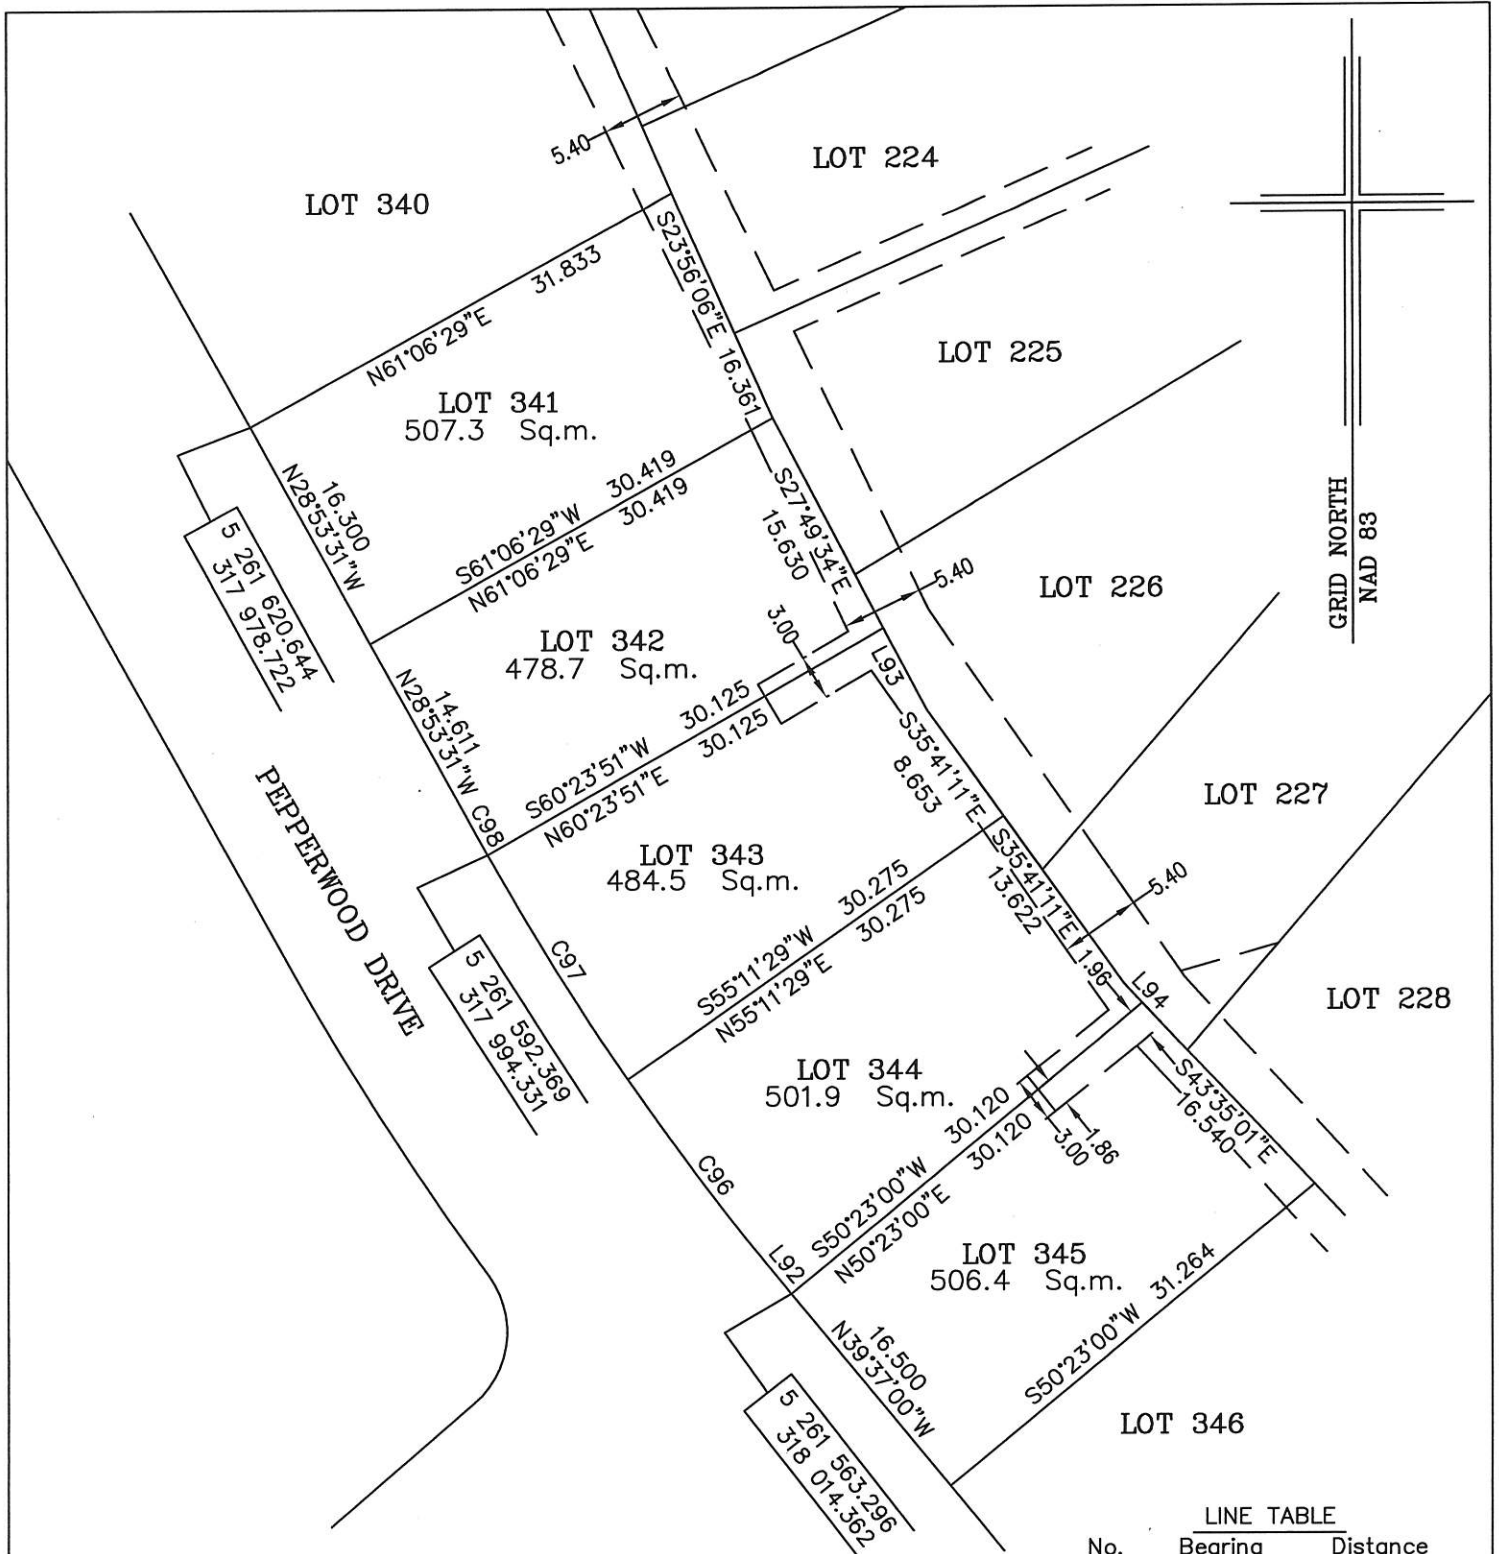 5.40
LOT 224
LOT 340
S23°56'06"E 16.361
31.833
N61°06'29"E
LOT 225
LOT 341
507.3 Sq.m.
16.300
N28°53'31"W
30.419
S61°06'29"W
30.419
N61°06'29"E
S27°49'34"E
15.630
5.40
GRID NORTH
NAD 83
5 261 620.644
317 978.722
LOT 226
3.00
LOT 342
478.7 Sq.m.
L93
14.611
N28°53'31"W
C98
30.125
S60°23'51"W
30.125
N60°23'51"E
S35°41'11"E
8.653
LOT 227
PEPPERWOOD DRIVE
LOT 343
484.5 Sq.m.
S35°41'11"E
13.622
5.40
30.275
S55°11'29"W
30.275
N55°11'29"E
C97
1.96
L94
5 261 592.369
317 994.331
LOT 228
LOT 344
501.9 Sq.m.
S43°35'01"E
16.540
30.120
S50°23'00"W
30.120
N50°23'00"E
1.86
3.00
C96
L92
LOT 345
506.4 Sq.m.
31.264
S50°23'00"W
16.500
N39°37'00"W
5 261 563.296
318 014.362
LOT 346
LINE TABLE
No. Bearing Distance